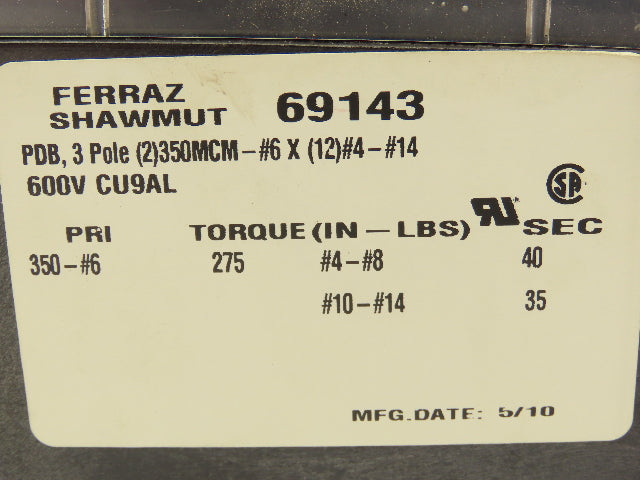 FERRAZ
SHAWMUT 69143
PDB, 3 Pole (2)350MCM-#6 X (12)#4-#14
600V CU9AL
PRI TORQUE (IN - LBS) SEC
350-#6 275 #4-#8 40
#10-#14 35
MFG.DATE: 5/10